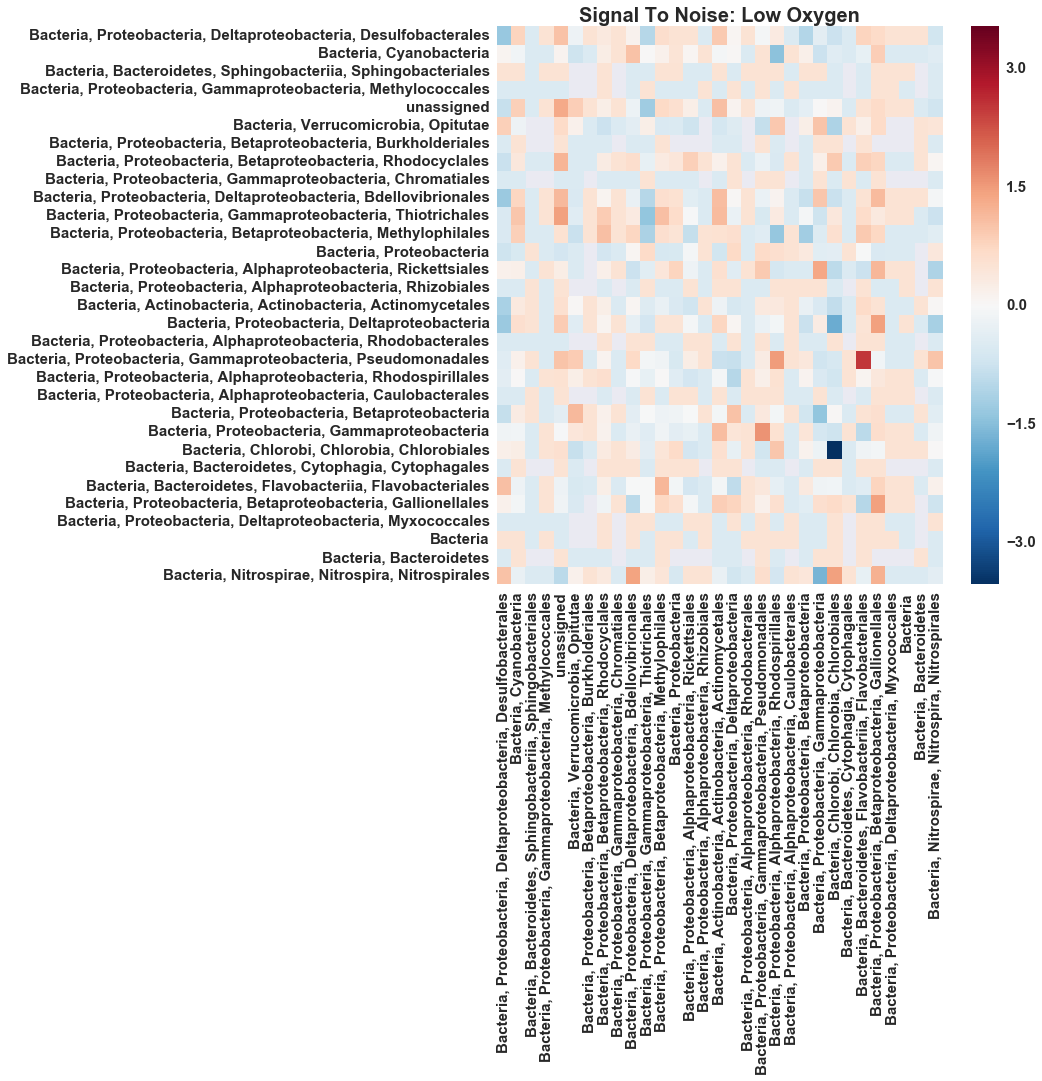 Signal To Noise: Low Oxygen
Bacteria, Proteobacteria, Deltaproteobacteria, Desulfobacterales
Bacteria, Cyanobacteria
Bacteria, Bacteroidetes, Sphingobacteriia, Sphingobacteriales
Bacteria, Proteobacteria, Gammaproteobacteria, Methylococcales
unassigned
Bacteria, Verrucomicrobia, Opitutae
Bacteria, Proteobacteria, Betaproteobacteria, Burkholderiales
Bacteria, Proteobacteria, Betaproteobacteria, Rhodocyclales
Bacteria, Proteobacteria, Gammaproteobacteria, Chromatiales
Bacteria, Proteobacteria, Deltaproteobacteria, Bdellovibrionales
Bacteria, Proteobacteria, Gammaproteobacteria, Thiotrichales
Bacteria, Proteobacteria, Betaproteobacteria, Methylophilales
Bacteria, Proteobacteria
Bacteria, Proteobacteria, Alphaproteobacteria, Rickettsiales
Bacteria, Proteobacteria, Alphaproteobacteria, Rhizobiales
Bacteria, Actinobacteria, Actinobacteria, Actinomycetales
Bacteria, Proteobacteria, Deltaproteobacteria
Bacteria, Proteobacteria, Alphaproteobacteria, Rhodobacterales
Bacteria, Proteobacteria, Gammaproteobacteria, Pseudomonadales
Bacteria, Proteobacteria, Alphaproteobacteria, Rhodospirillales
Bacteria, Proteobacteria, Alphaproteobacteria, Caulobacterales
Bacteria, Proteobacteria, Betaproteobacteria
Bacteria, Proteobacteria, Gammaproteobacteria
Bacteria, Chlorobi, Chlorobia, Chlorobiales
Bacteria, Bacteroidetes, Cytophagia, Cytophagales
Bacteria, Bacteroidetes, Flavobacteriia, Flavobacteriales
Bacteria, Proteobacteria, Betaproteobacteria, Gallionellales
Bacteria, Proteobacteria, Deltaproteobacteria, Myxococcales
Bacteria
Bacteria, Bacteroidetes
Bacteria, Nitrospirae, Nitrospira, Nitrospirales
3.0
1.5
0.0
−1.5
−3.0
Bacteria, Proteobacteria, Deltaproteobacteria, Desulfobacterales
Bacteria, Cyanobacteria
Bacteria, Bacteroidetes, Sphingobacteriia, Sphingobacteriales
Bacteria, Proteobacteria, Gammaproteobacteria, Methylococcales
unassigned
Bacteria, Verrucomicrobia, Opitutae
Bacteria, Proteobacteria, Betaproteobacteria, Burkholderiales
Bacteria, Proteobacteria, Betaproteobacteria, Rhodocyclales
Bacteria, Proteobacteria, Gammaproteobacteria, Chromatiales
Bacteria, Proteobacteria, Deltaproteobacteria, Bdellovibrionales
Bacteria, Proteobacteria, Gammaproteobacteria, Thiotrichales
Bacteria, Proteobacteria, Betaproteobacteria, Methylophilales
Bacteria, Proteobacteria
Bacteria, Proteobacteria, Alphaproteobacteria, Rickettsiales
Bacteria, Proteobacteria, Alphaproteobacteria, Rhizobiales
Bacteria, Actinobacteria, Actinobacteria, Actinomycetales
Bacteria, Proteobacteria, Deltaproteobacteria
Bacteria, Proteobacteria, Alphaproteobacteria, Rhodobacterales
Bacteria, Proteobacteria, Gammaproteobacteria, Pseudomonadales
Bacteria, Proteobacteria, Alphaproteobacteria, Rhodospirillales
Bacteria, Proteobacteria, Alphaproteobacteria, Caulobacterales
Bacteria, Proteobacteria, Betaproteobacteria
Bacteria, Proteobacteria, Gammaproteobacteria
Bacteria, Chlorobi, Chlorobia, Chlorobiales
Bacteria, Bacteroidetes, Cytophagia, Cytophagales
Bacteria, Bacteroidetes, Flavobacteriia, Flavobacteriales
Bacteria, Proteobacteria, Betaproteobacteria, Gallionellales
Bacteria, Proteobacteria, Deltaproteobacteria, Myxococcales
Bacteria
Bacteria, Bacteroidetes
Bacteria, Nitrospirae, Nitrospira, Nitrospirales